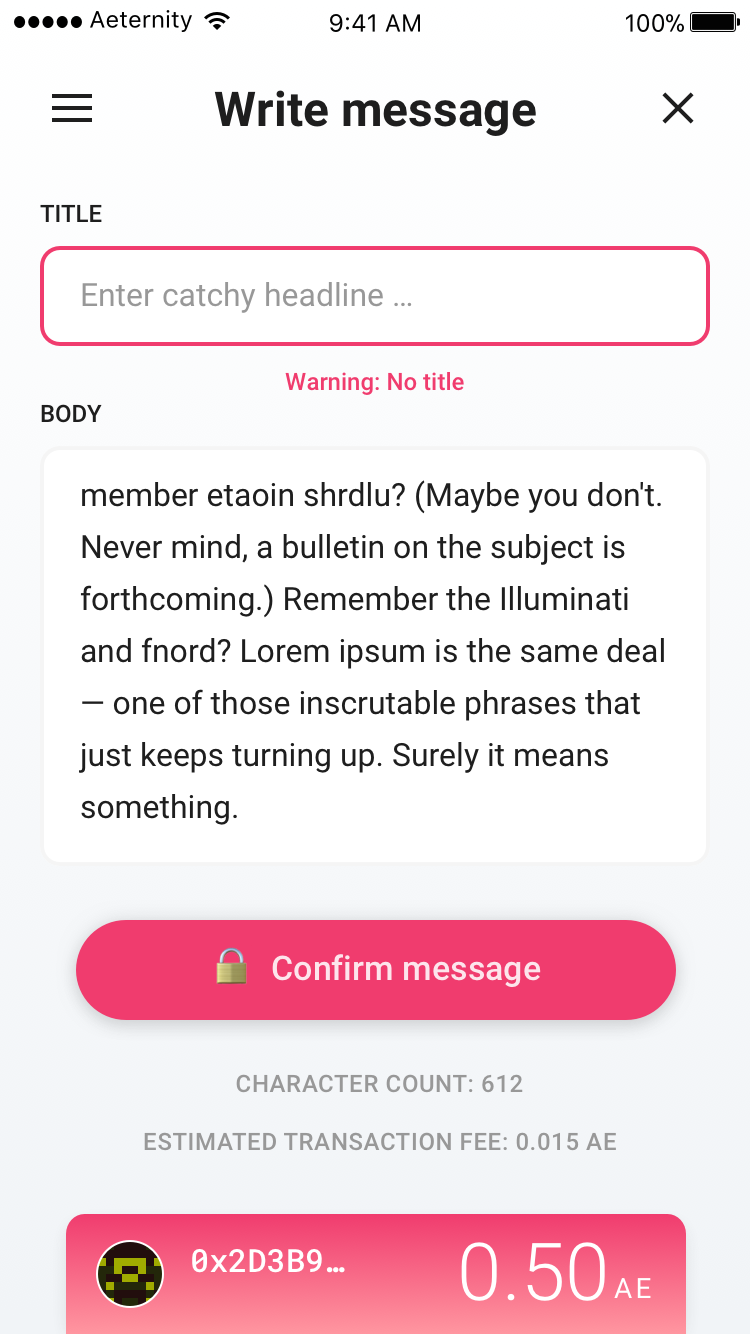 Aeternity 9:41 AM 100%
Write message
TITLE
Enter catchy headline …
Warning: No title
BODY
member etaoin shrdlu? (Maybe you don't.
Never mind, a bulletin on the subject is
forthcoming.) Remember the Illuminati
and fnord? Lorem ipsum is the same deal
— one of those inscrutable phrases that
just keeps turning up. Surely it means
something.
Confirm message
CHARACTER COUNT: 612
ESTIMATED TRANSACTION FEE: 0.015 AE
0x2D3B9… 0.50 AE